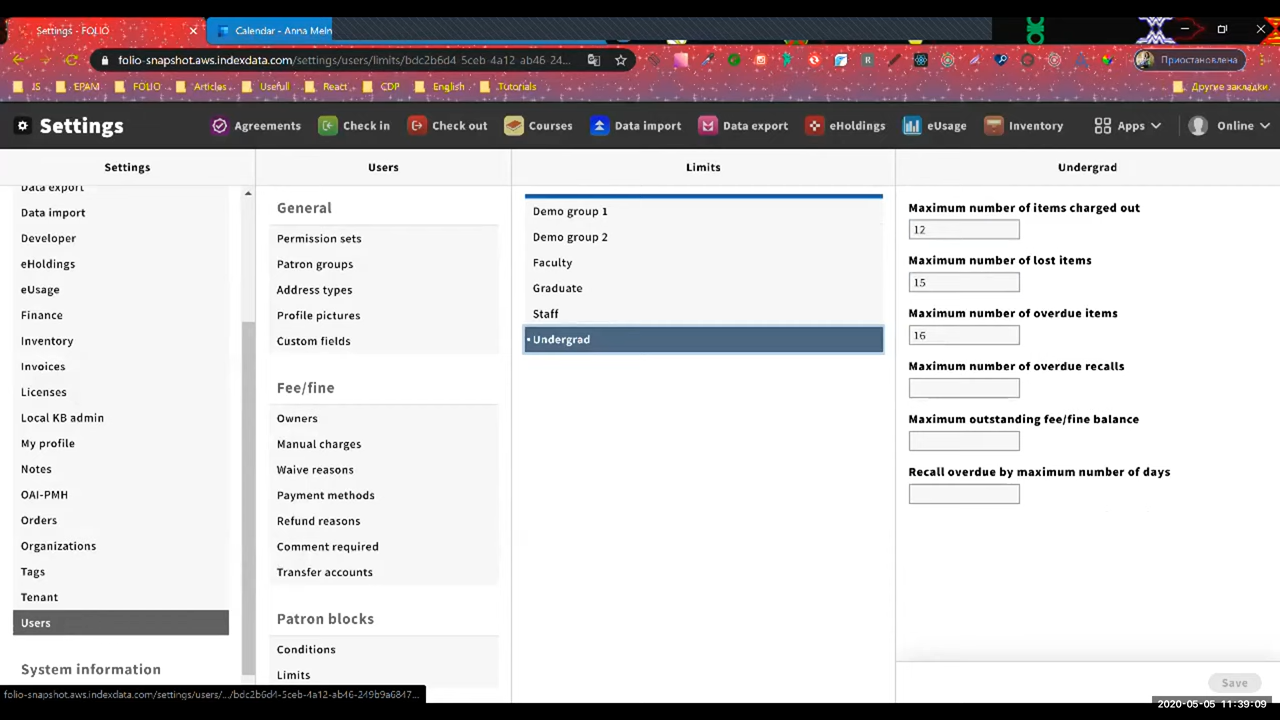 Settings - FOLIO
Calendar - Anna Mein
folio-snapshot.aws.indexdata.com/settings/users/limits/bdc2b6d4-5ceb-4a12-ab46-24...
Приостановлена
JS
EPAM
FOLIO
Articles
Usefull
React
CDP
English
Tutorials
Другие закладки
Settings
Agreements
Check in
Check out
Courses
Data import
Data export
eHoldings
eUsage
Inventory
Apps
Online
Settings
Data export
Data import
Developer
eHoldings
eUsage
Finance
Inventory
Invoices
Licenses
Local KB admin
My profile
Notes
OAI-PMH
Orders
Organizations
Tags
Tenant
Users
System information
Users
General
Permission sets
Patron groups
Address types
Profile pictures
Custom fields
Fee/fine
Owners
Manual charges
Waive reasons
Payment methods
Refund reasons
Comment required
Transfer accounts
Patron blocks
Conditions
Limits
Limits
Demo group 1
Demo group 2
Faculty
Graduate
Staff
Undergrad
Undergrad
Maximum number of items charged out
12
Maximum number of lost items
15
Maximum number of overdue items
16
Maximum number of overdue recalls
Maximum outstanding fee/fine balance
Recall overdue by maximum number of days
Save
folio-snapshot.aws.indexdata.com/settings/users/.../bdc2b6d4-5ceb-4a12-ab46-249b9a6847...
2020-05-05 11:39:09